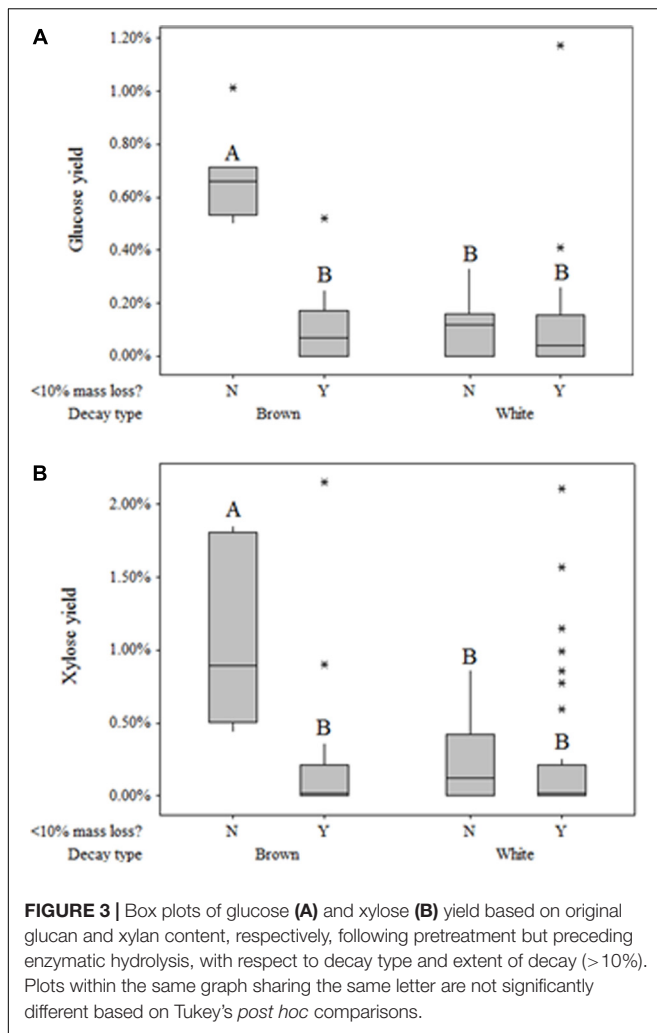 A
1.20%
1.00%
0.80%
0.60%
0.40%
0.20%
0.00%
Glucose yield
*
A
*
B
B
*
*
B
<10% mass loss? N Y N Y
Decay type Brown White
B
2.00%
1.50%
1.00%
0.50%
0.00%
Xylose yield
A
*
*
B
B
*
*
*
*
*
*
*
B
<10% mass loss? N Y N Y
Decay type Brown White
FIGURE 3 | Box plots of glucose (A) and xylose (B) yield based on original
glucan and xylan content, respectively, following pretreatment but preceding
enzymatic hydrolysis, with respect to decay type and extent of decay (>10%).
Plots within the same graph sharing the same letter are not significantly
different based on Tukey's post hoc comparisons.